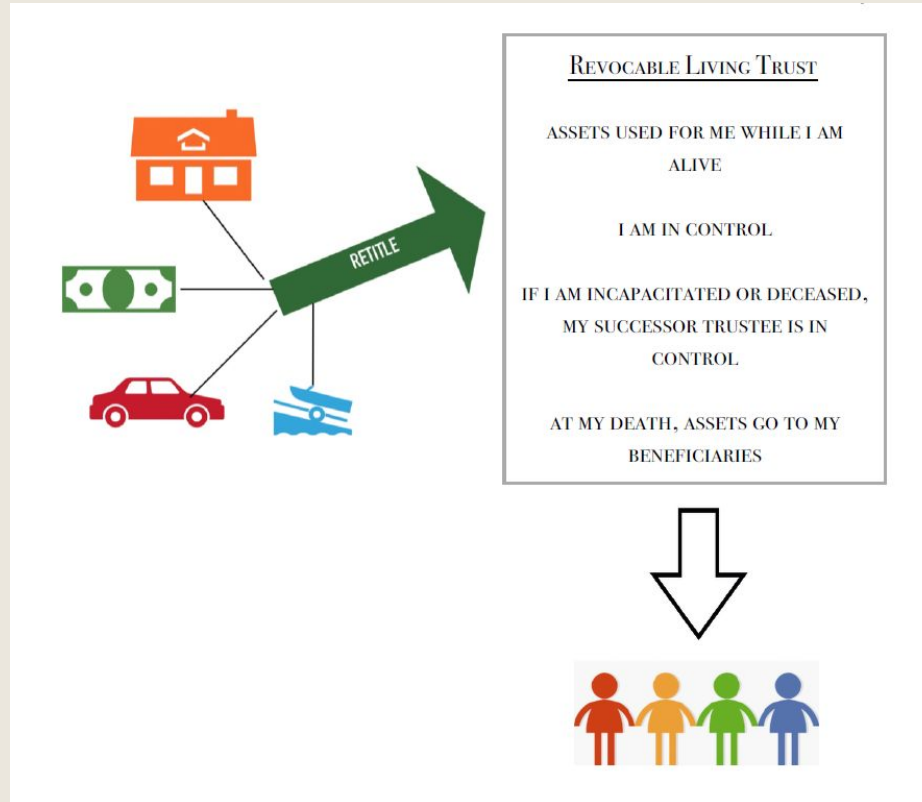 RETITLE
REVOCABLE LIVING TRUST
ASSETS USED FOR ME WHILE I AM
ALIVE
I AM IN CONTROL
IF I AM INCAPACITATED OR DECEASED,
MY SUCCESSOR TRUSTEE IS IN
CONTROL
AT MY DEATH, ASSETS GO TO MY
BENEFICIARIES